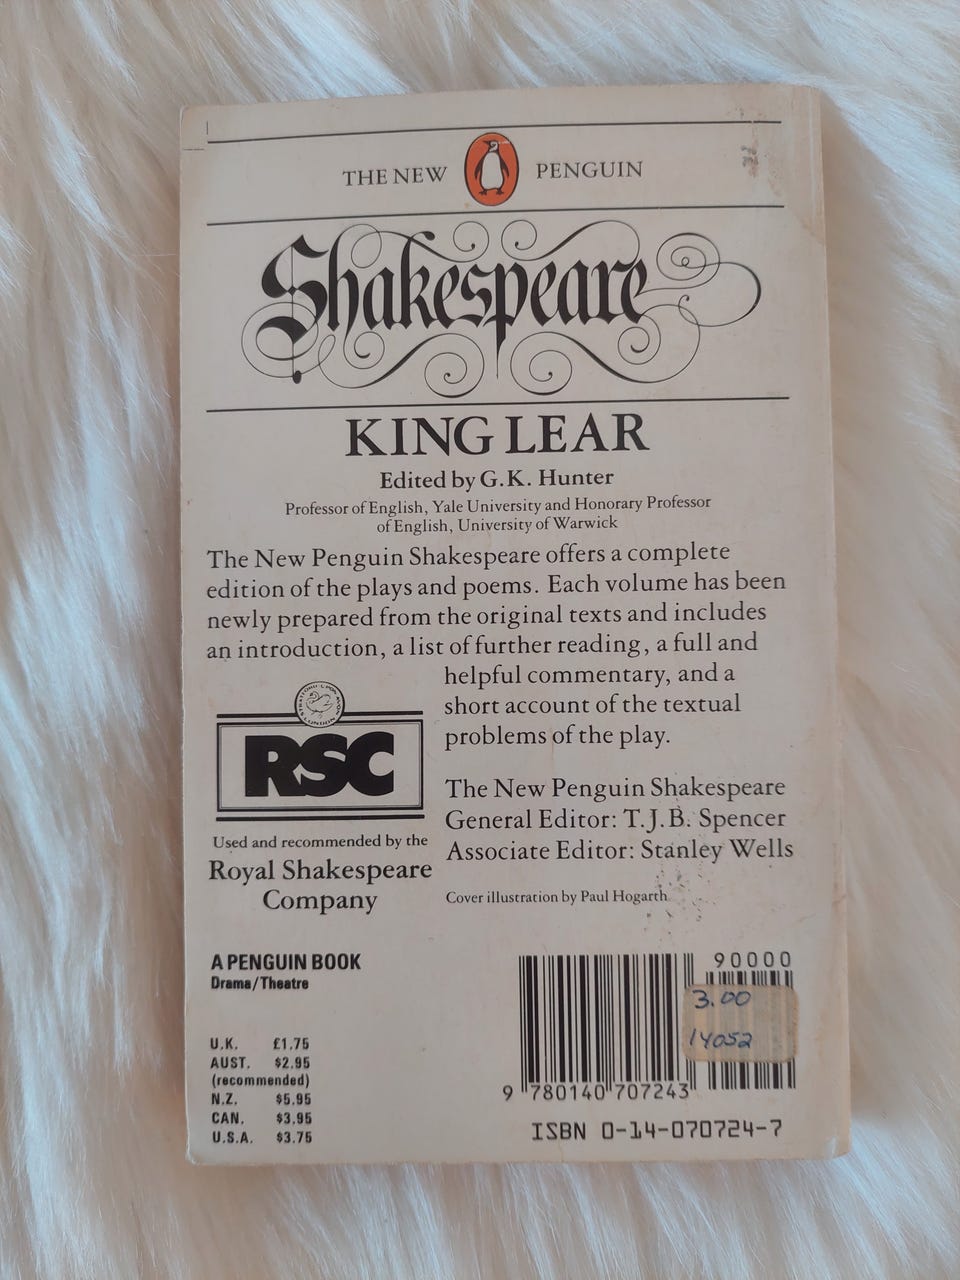 THE NEW PENGUIN
Shakespeare
KING LEAR
Edited by G.K. Hunter
Professor of English, Yale University and Honorary Professor
of English, University of Warwick
The New Penguin Shakespeare offers a complete
edition of the plays and poems. Each volume has been
newly prepared from the original texts and includes
an introduction, a list of further reading, a full and
helpful commentary, and a
short account of the textual
problems of the play.
STRATFORD-UPON-AVON
LONDON
RSC
Used and recommended by the
Royal Shakespeare
Company
The New Penguin Shakespeare
General Editor: T.J.B. Spencer
Associate Editor: Stanley Wells
Cover illustration by Paul Hogarth
A PENGUIN BOOK
Drama/Theatre
U.K. £1.75
AUST. $2.95
(recommended)
N.Z. $5.95
CAN. $3.95
U.S.A. $3.75
90000
3.00
14052
9 780140 707243
ISBN 0-14-070724-7